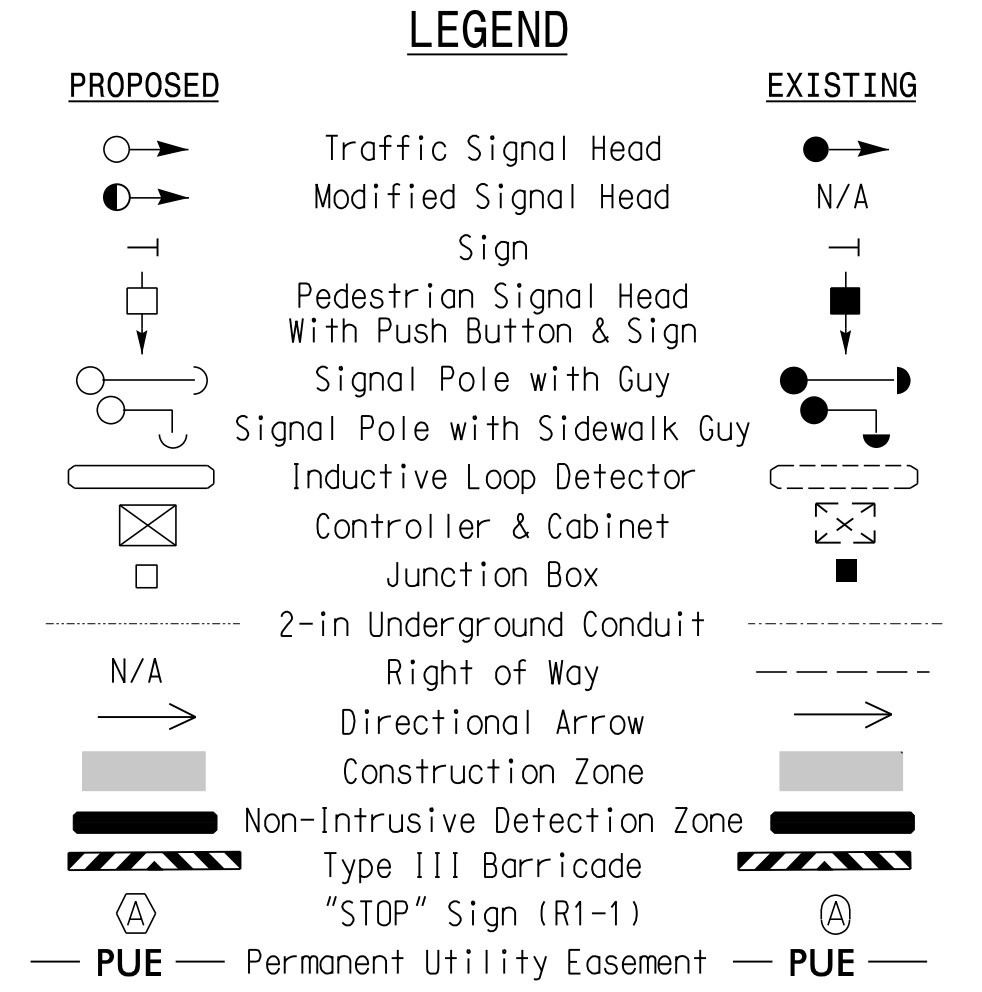 LEGEND
PROPOSED EXISTING
Traffic Signal Head
Modified Signal Head N/A
Sign
Pedestrian Signal Head
With Push Button & Sign
Signal Pole with Guy
Signal Pole with Sidewalk Guy
Inductive Loop Detector
Controller & Cabinet
Junction Box
2-in Underground Conduit
N/A Right of Way
Directional Arrow
Construction Zone
Non-Intrusive Detection Zone
Type III Barricade
A "STOP" Sign (R1-1) A
PUE Permanent Utility Easement PUE